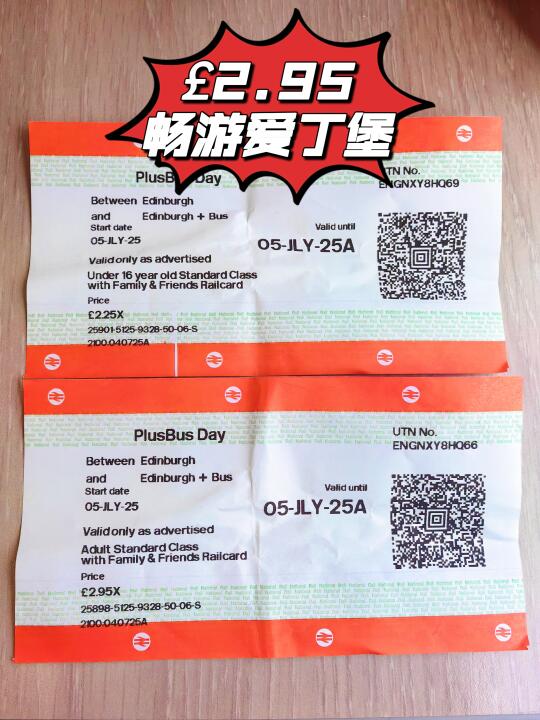 £2.95
畅游爱丁堡
PlusBus Day
UTN No.
ENGNXY8HQ69
Between Edinburgh
and Edinburgh + Bus
Start date
05-JLY-25
Valid until
05-JLY-25A
Valid only as advertised
Under 16 year old Standard Class
with Family & Friends Railcard
Price
£2.25X
25901-5125-9328-50-06-S
2100:040725A
PlusBus Day
UTN No.
ENGNXY8HQ66
Between Edinburgh
and Edinburgh + Bus
Start date
05-JLY-25
Valid until
05-JLY-25A
Valid only as advertised
Adult Standard Class
with Family & Friends Railcard
Price
£2.95X
25898-5125-9328-50-06-S
2100:040725A